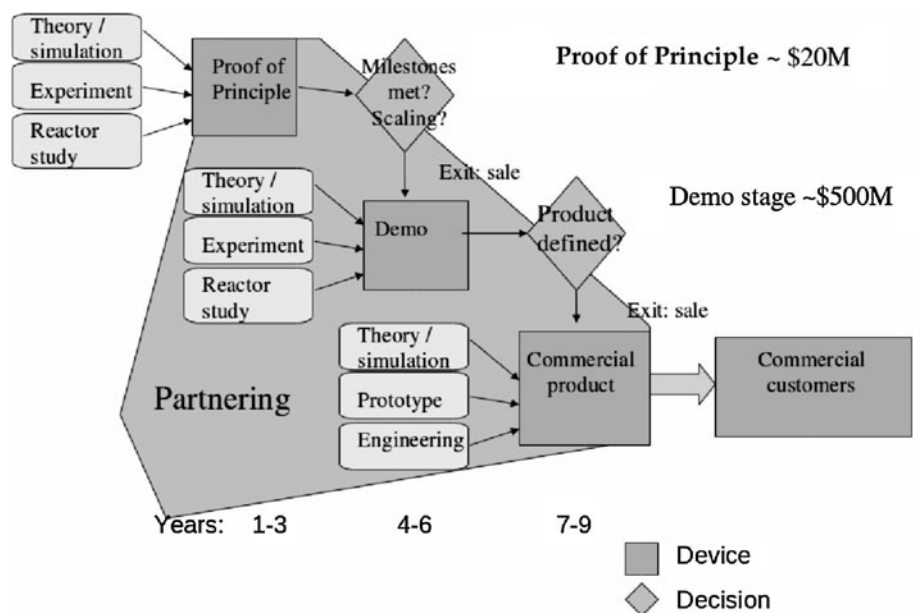 Theory /
simulation
Experiment
Reactor
study
Proof of
Principle
Milestones
met?
Scaling?
Proof of Principle ~ $20M
Exit: sale
Theory /
simulation
Experiment
Reactor
study
Demo
Product
defined?
Demo stage ~$500M
Exit: sale
Theory /
simulation
Prototype
Engineering
Commercial
product
Commercial
customers
Partnering
Years: 1-3 4-6 7-9
Device
Decision